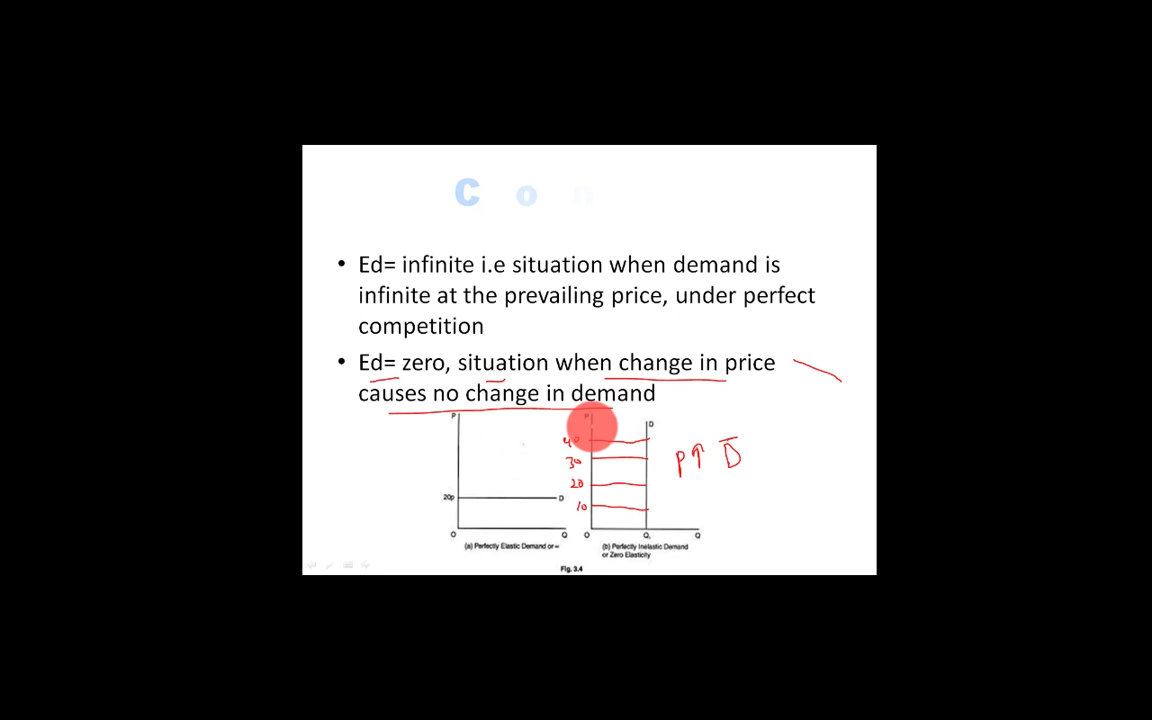 C o n
• Ed= infinite i.e situation when demand is
infinite at the prevailing price, under perfect
competition
• Ed= zero, situation when change in price
causes no change in demand
P
20p
D
O
Q
(a) Perfectly Elastic Demand or ∞
P
40
30
20
10
D
O
Q₁
Q
(b) Perfectly Inelastic Demand
or Zero Elasticity
P↑ D̅
Fig. 3.4